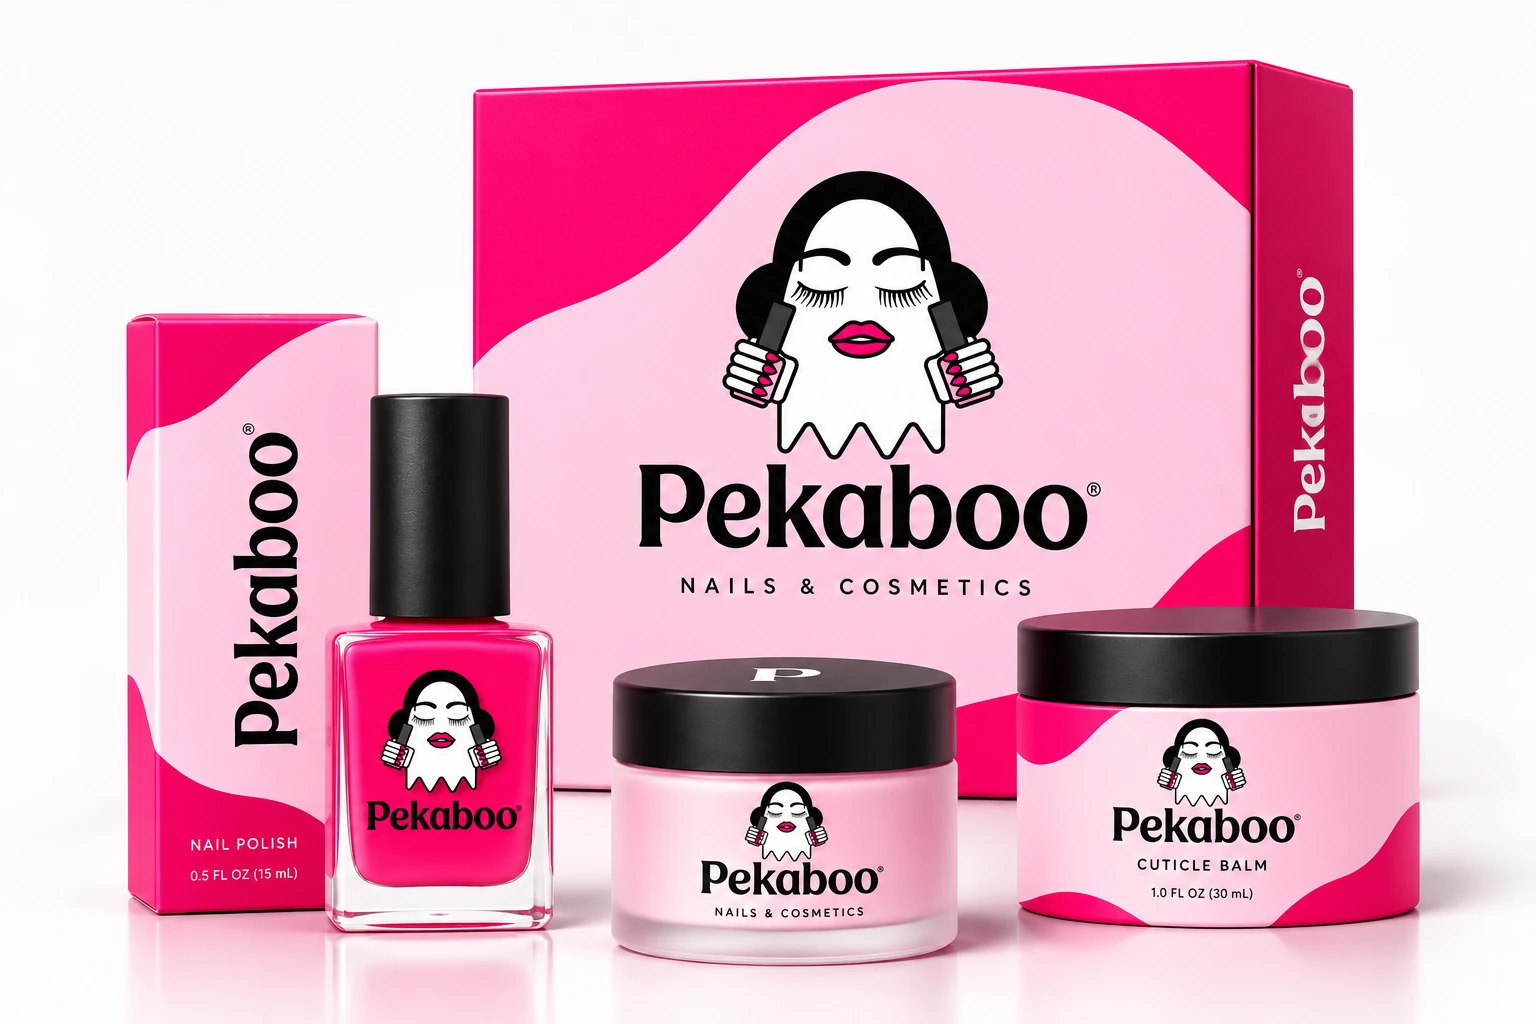 Pekaboo®
NAILS & COSMETICS
Pekaboo®
Pekaboo®
NAIL POLISH
0.5 FL OZ (15 mL)
Pekaboo®
P
Pekaboo®
NAILS & COSMETICS
Pekaboo®
CUTICLE BALM
1.0 FL OZ (30 mL)